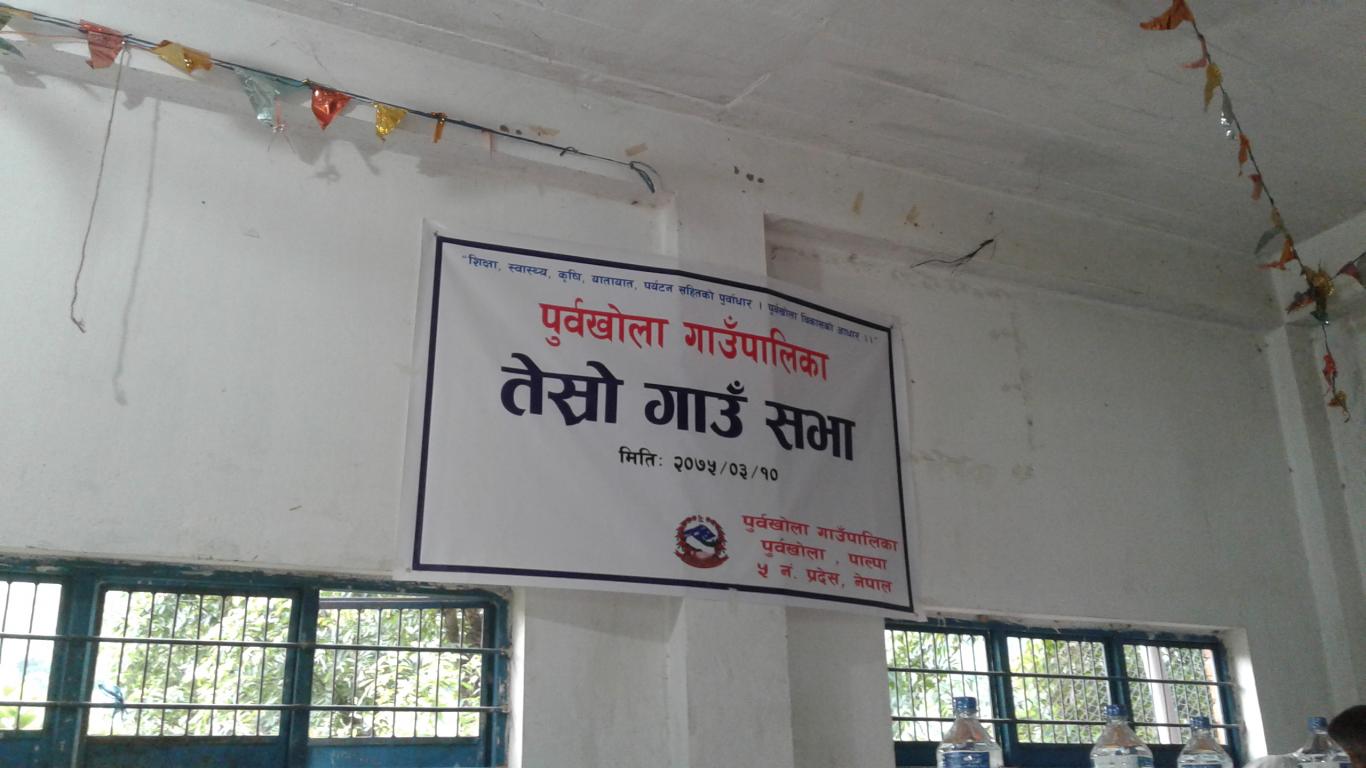 "शिक्षा, स्वास्थ्य, कृषि, यातायात, पर्यटन सहितको पुर्वाधार । पुर्वखोला विकासको आधार ।।"
पुर्वखोला गाउँपालिका
तेस्रो गाउँ सभा
मितिः २०७५/०३/१०
पुर्वखोला गाउँपालिका
पुर्वखोला , पाल्पा
५ नं. प्रदेस, नेपाल